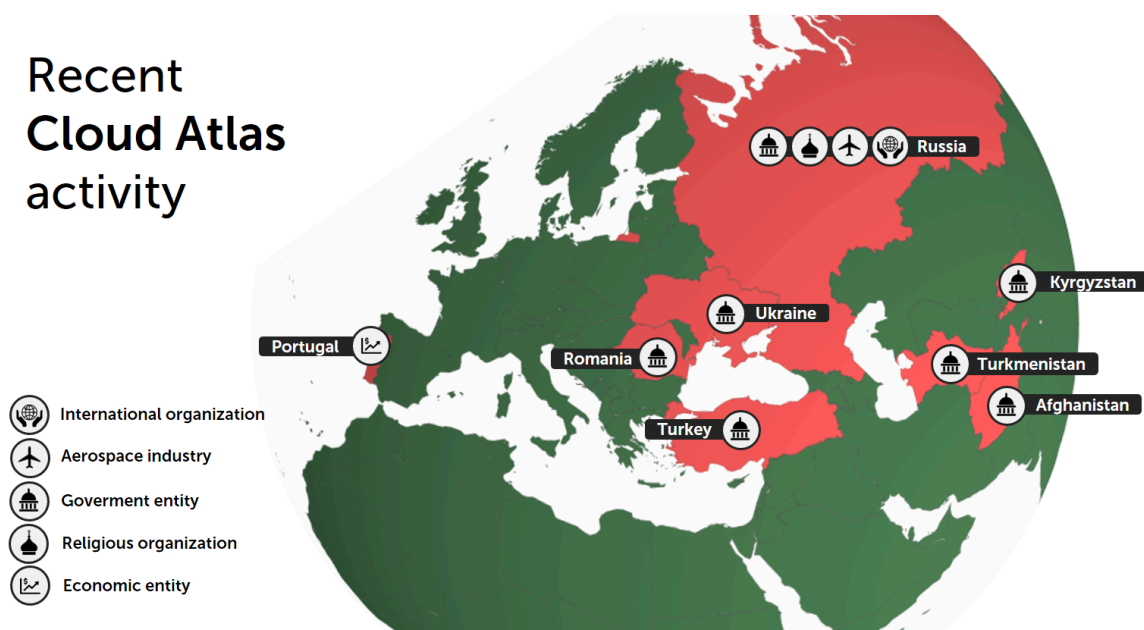 Recent
Cloud Atlas
activity
Russia
Kyrgyzstan
Ukraine
Portugal
Romania
Turkmenistan
Afghanistan
Turkey
International organization
Aerospace industry
Goverment entity
Religious organization
Economic entity